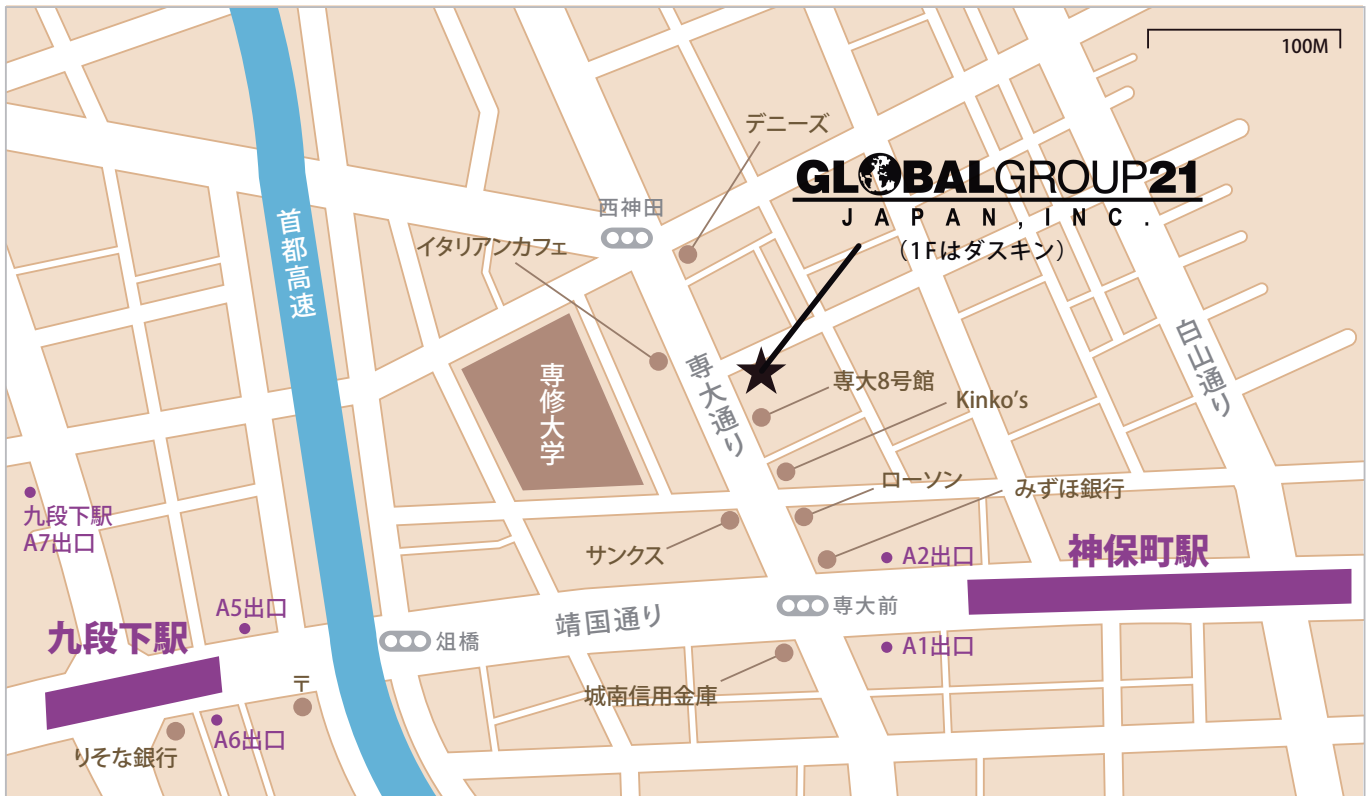 100M
デニーズ
GLOBALGROUP21
JAPAN, INC.
(1Fはダスキン)
西神田
イタリアンカフェ
首都高速
専修大学
専大通り
白山通り
専大8号館
Kinko's
ローソン
みずほ銀行
九段下駅
A7出口
サンクス
A2出口
神保町駅
A5出口
九段下駅
靖国通り
専大前
俎橋
A1出口
〒
城南信用金庫
A6出口
りそな銀行